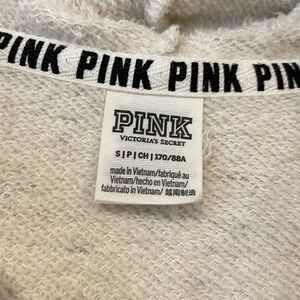 PINK PINK PINK PIN
PINK
VICTORIA'S SECRET
S|P|CH|170/88A
made in Vietnam/fabriqué au
Vietnam/hecho en Vietnam/
fabbricato in Vietnam/ 越南制造